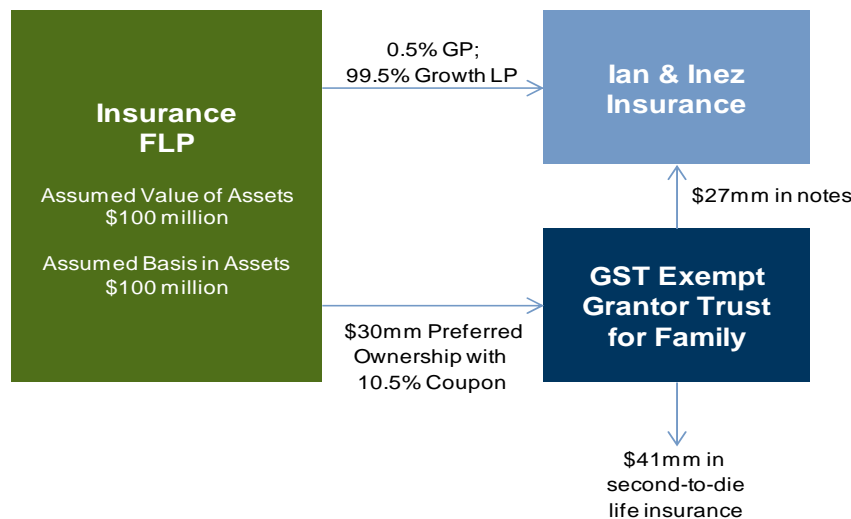 Insurance
FLP
Assumed Value of Assets
$100 million
Assumed Basis in Assets
$100 million
0.5% GP;
99.5% Growth LP
Ian & Inez
Insurance
$27mm in notes
GST Exempt
Grantor Trust
for Family
$30mm Preferred
Ownership with
10.5% Coupon
$41mm in
second-to-die
life insurance